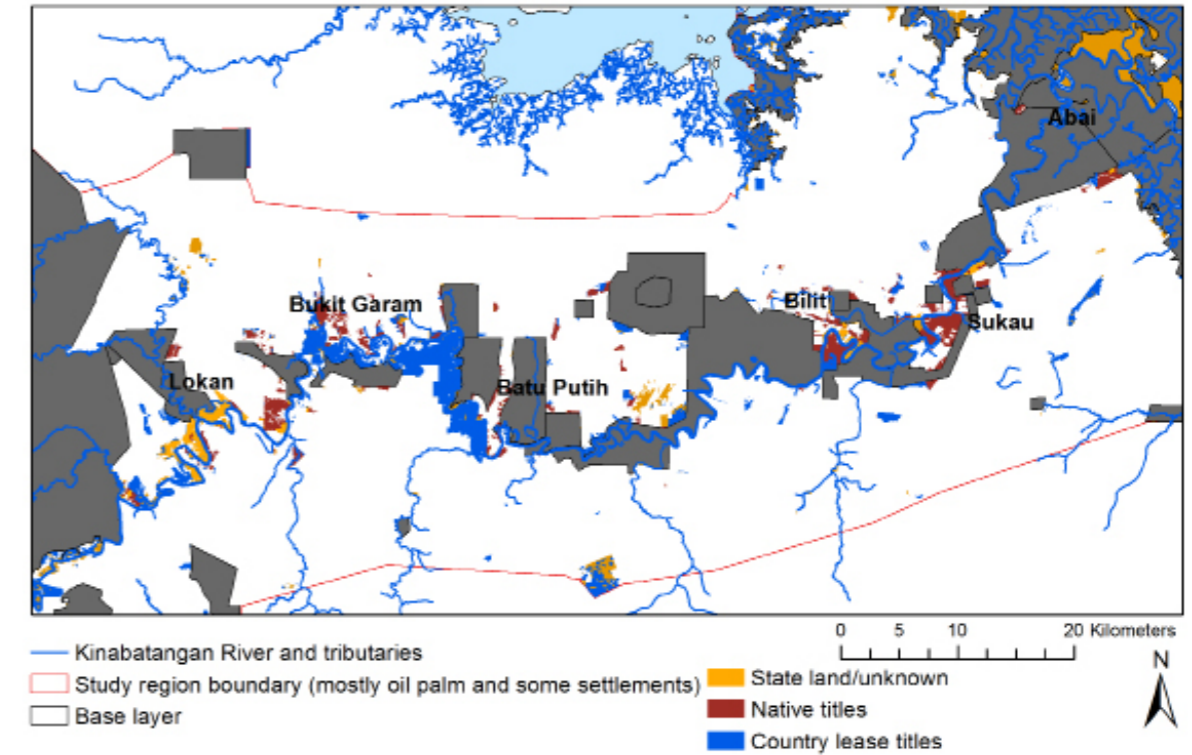 Abai
Bukit Garam
Bilit
Sukau
Lokan
Batu Putih
0 5 10 20 Kilometers
Kinabatangan River and tributaries
Study region boundary (mostly oil palm and some settlements)
Base layer
State land/unknown
Native titles
Country lease titles
N